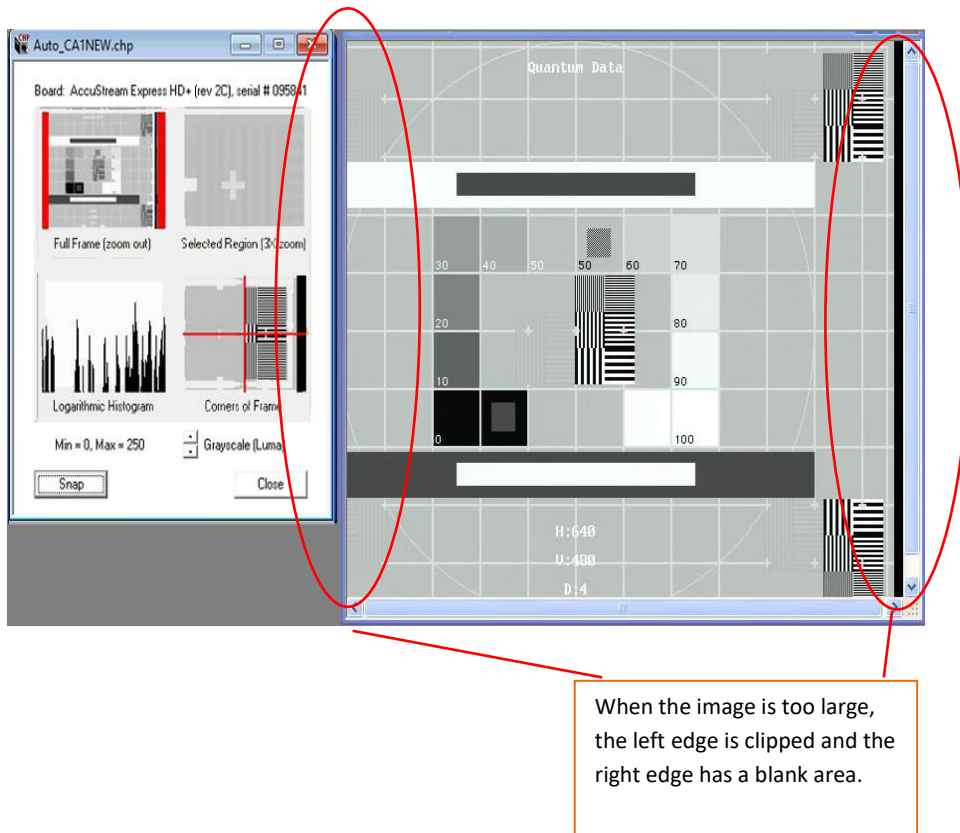 CHP
Auto_CA1NEW.chp
Board: AccuStream Express HD+ (rev 2C), serial # 095841
Full Frame (zoom out)
Selected Region (3X zoom)
Logarithmic Histogram
Corners of Frame
Min = 0, Max = 250
Grayscale (Luma)
Snap
Close
Quantum Data
30 40 50 50 60 70
20 80
10 90
0 100
H:640
V:480
D:4
When the image is too large,
the left edge is clipped and the
right edge has a blank area.